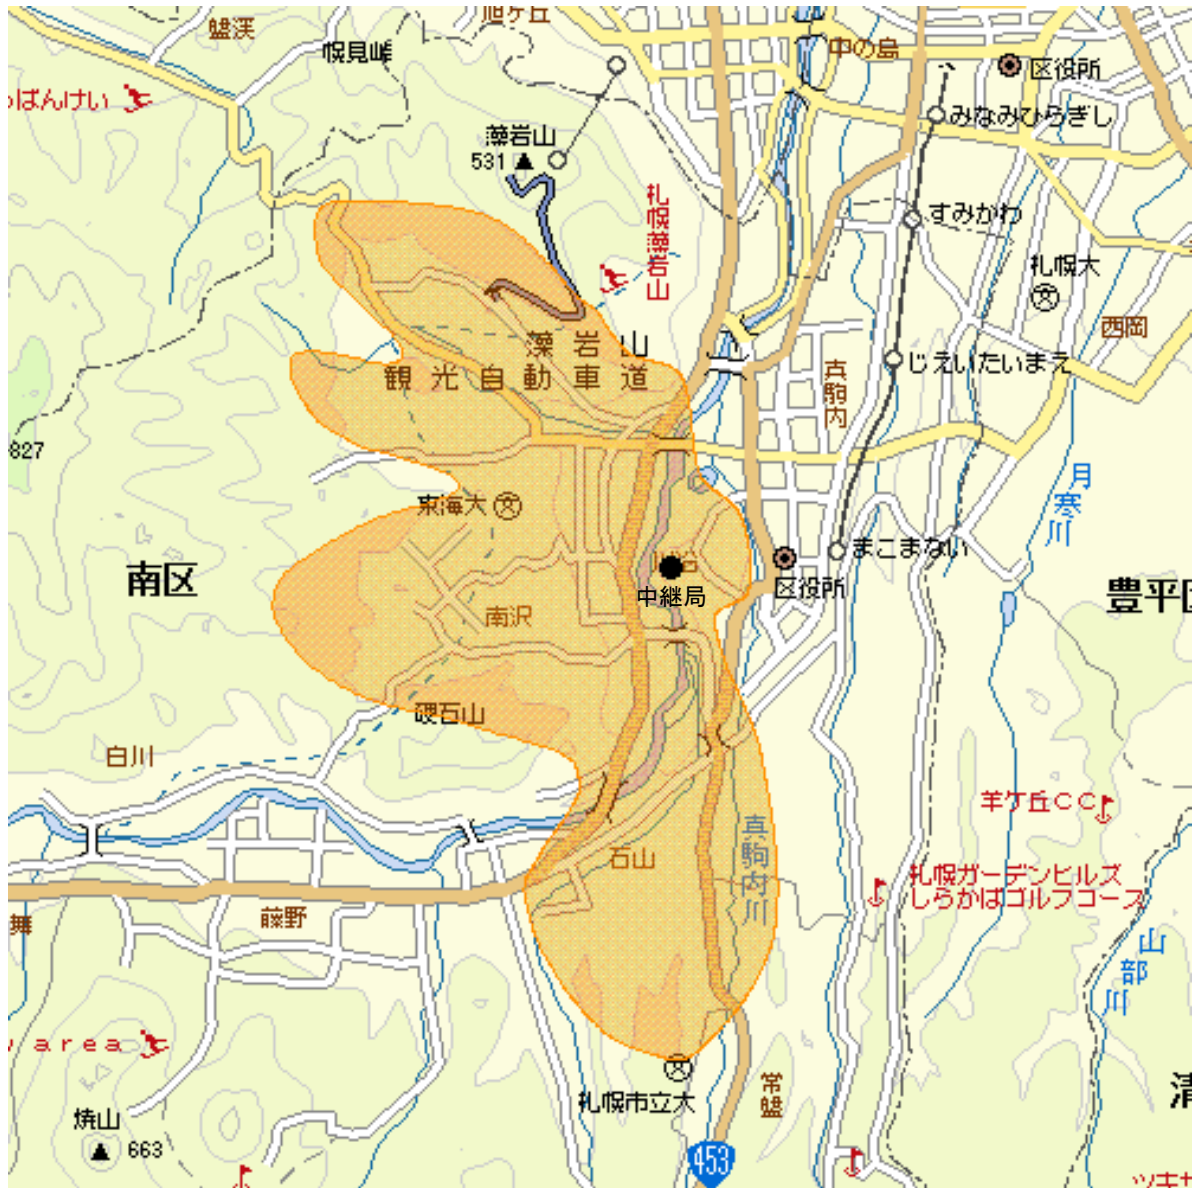 盤渓
旭ケ丘
幌見峠
中の島
区役所
ばんけい
みなみひらぎし
藻岩山
531
札幌藻岩山
すみかわ
札幌大
西岡
藻岩山
観光自動車道
じえいたいまえ
真駒内
827
月寒川
東海大
まこまない
南区
区役所
中継局
豊平区
南沢
硬石山
白川
羊ケ丘CC
石山
真駒内川
札幌ガーデンヒルズ
しらかばゴルフコース
藤野
舞
山部川
area
札幌市立大
常盤
清
焼山
663
453
ツキサ